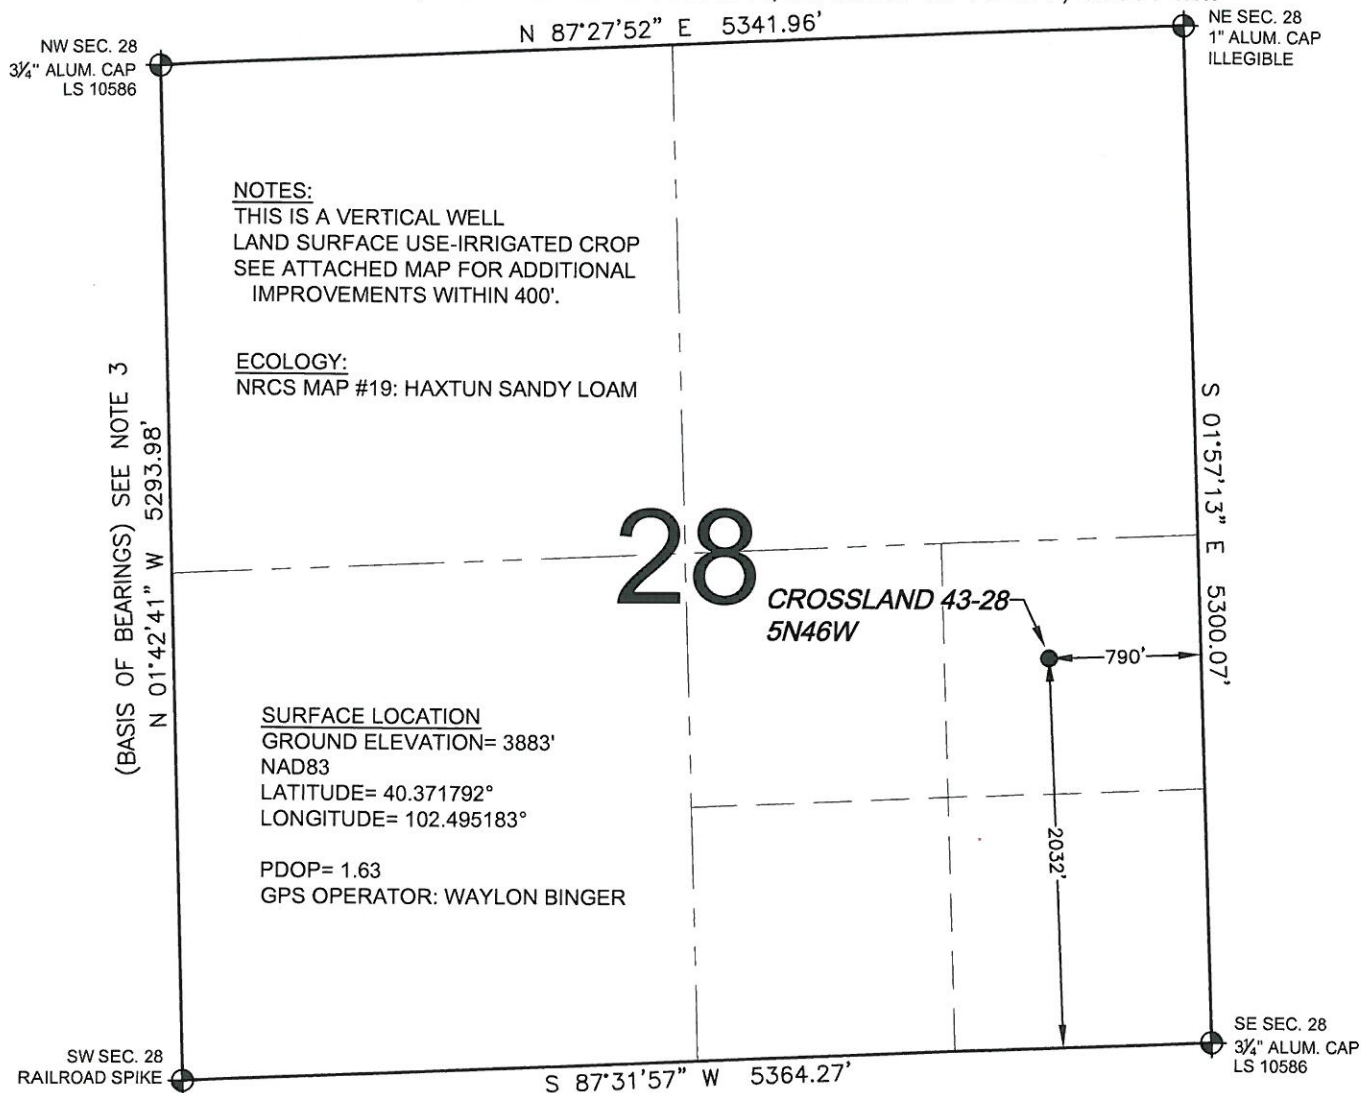 N 87°27'52" E 5341.96'
NW SEC. 28
3¼" ALUM. CAP
LS 10586
NE SEC. 28
1" ALUM. CAP
ILLEGIBLE
NOTES:
THIS IS A VERTICAL WELL
LAND SURFACE USE-IRRIGATED CROP
SEE ATTACHED MAP FOR ADDITIONAL
IMPROVEMENTS WITHIN 400'.
ECOLOGY:
NRCS MAP #19: HAXTUN SANDY LOAM
(BASIS OF BEARINGS) SEE NOTE 3
N 01°42'41" W 5293.98'
S 01°57'13" E 5300.07'
28
CROSSLAND 43-28
5N46W
790'
2032'
SURFACE LOCATION
GROUND ELEVATION= 3883'
NAD83
LATITUDE= 40.371792°
LONGITUDE= 102.495183°
PDOP= 1.63
GPS OPERATOR: WAYLON BINGER
SW SEC. 28
RAILROAD SPIKE
S 87°31'57" W 5364.27'
SE SEC. 28
3¼" ALUM. CAP
LS 10586